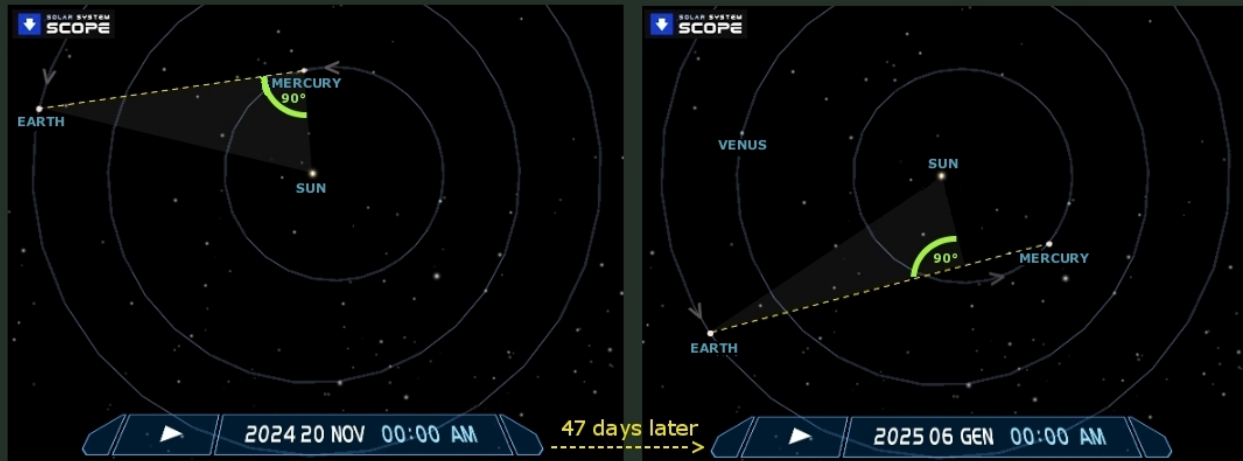 SOLAR SYSTEM
SCOPE
MERCURY
90°
EARTH
SUN
2024 20 NOV 00:00 AM
47 days later
SOLAR SYSTEM
SCOPE
VENUS
SUN
90°
MERCURY
EARTH
2025 06 GEN 00:00 AM